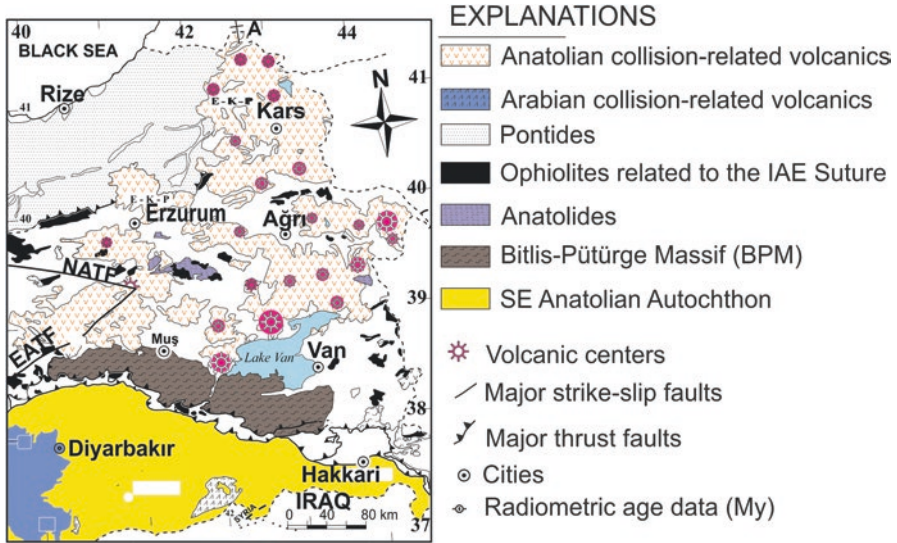 40
42
44
A
BLACK SEA
Rize
41
41
E - K - P
Kars
N
40
E - K - P
40
Erzurum
Ağrı
NATF
39
EATF
Muş
Lake Van
Van
38
Diyarbakır
Hakkari
IRAQ
SYRIA
42
0 40 80 km
37
EXPLANATIONS
Anatolian collision-related volcanics
Arabian collision-related volcanics
Pontides
Ophiolites related to the IAE Suture
Anatolides
Bitlis-Pütürge Massif (BPM)
SE Anatolian Autochthon
Volcanic centers
Major strike-slip faults
Major thrust faults
Cities
Radiometric age data (My)